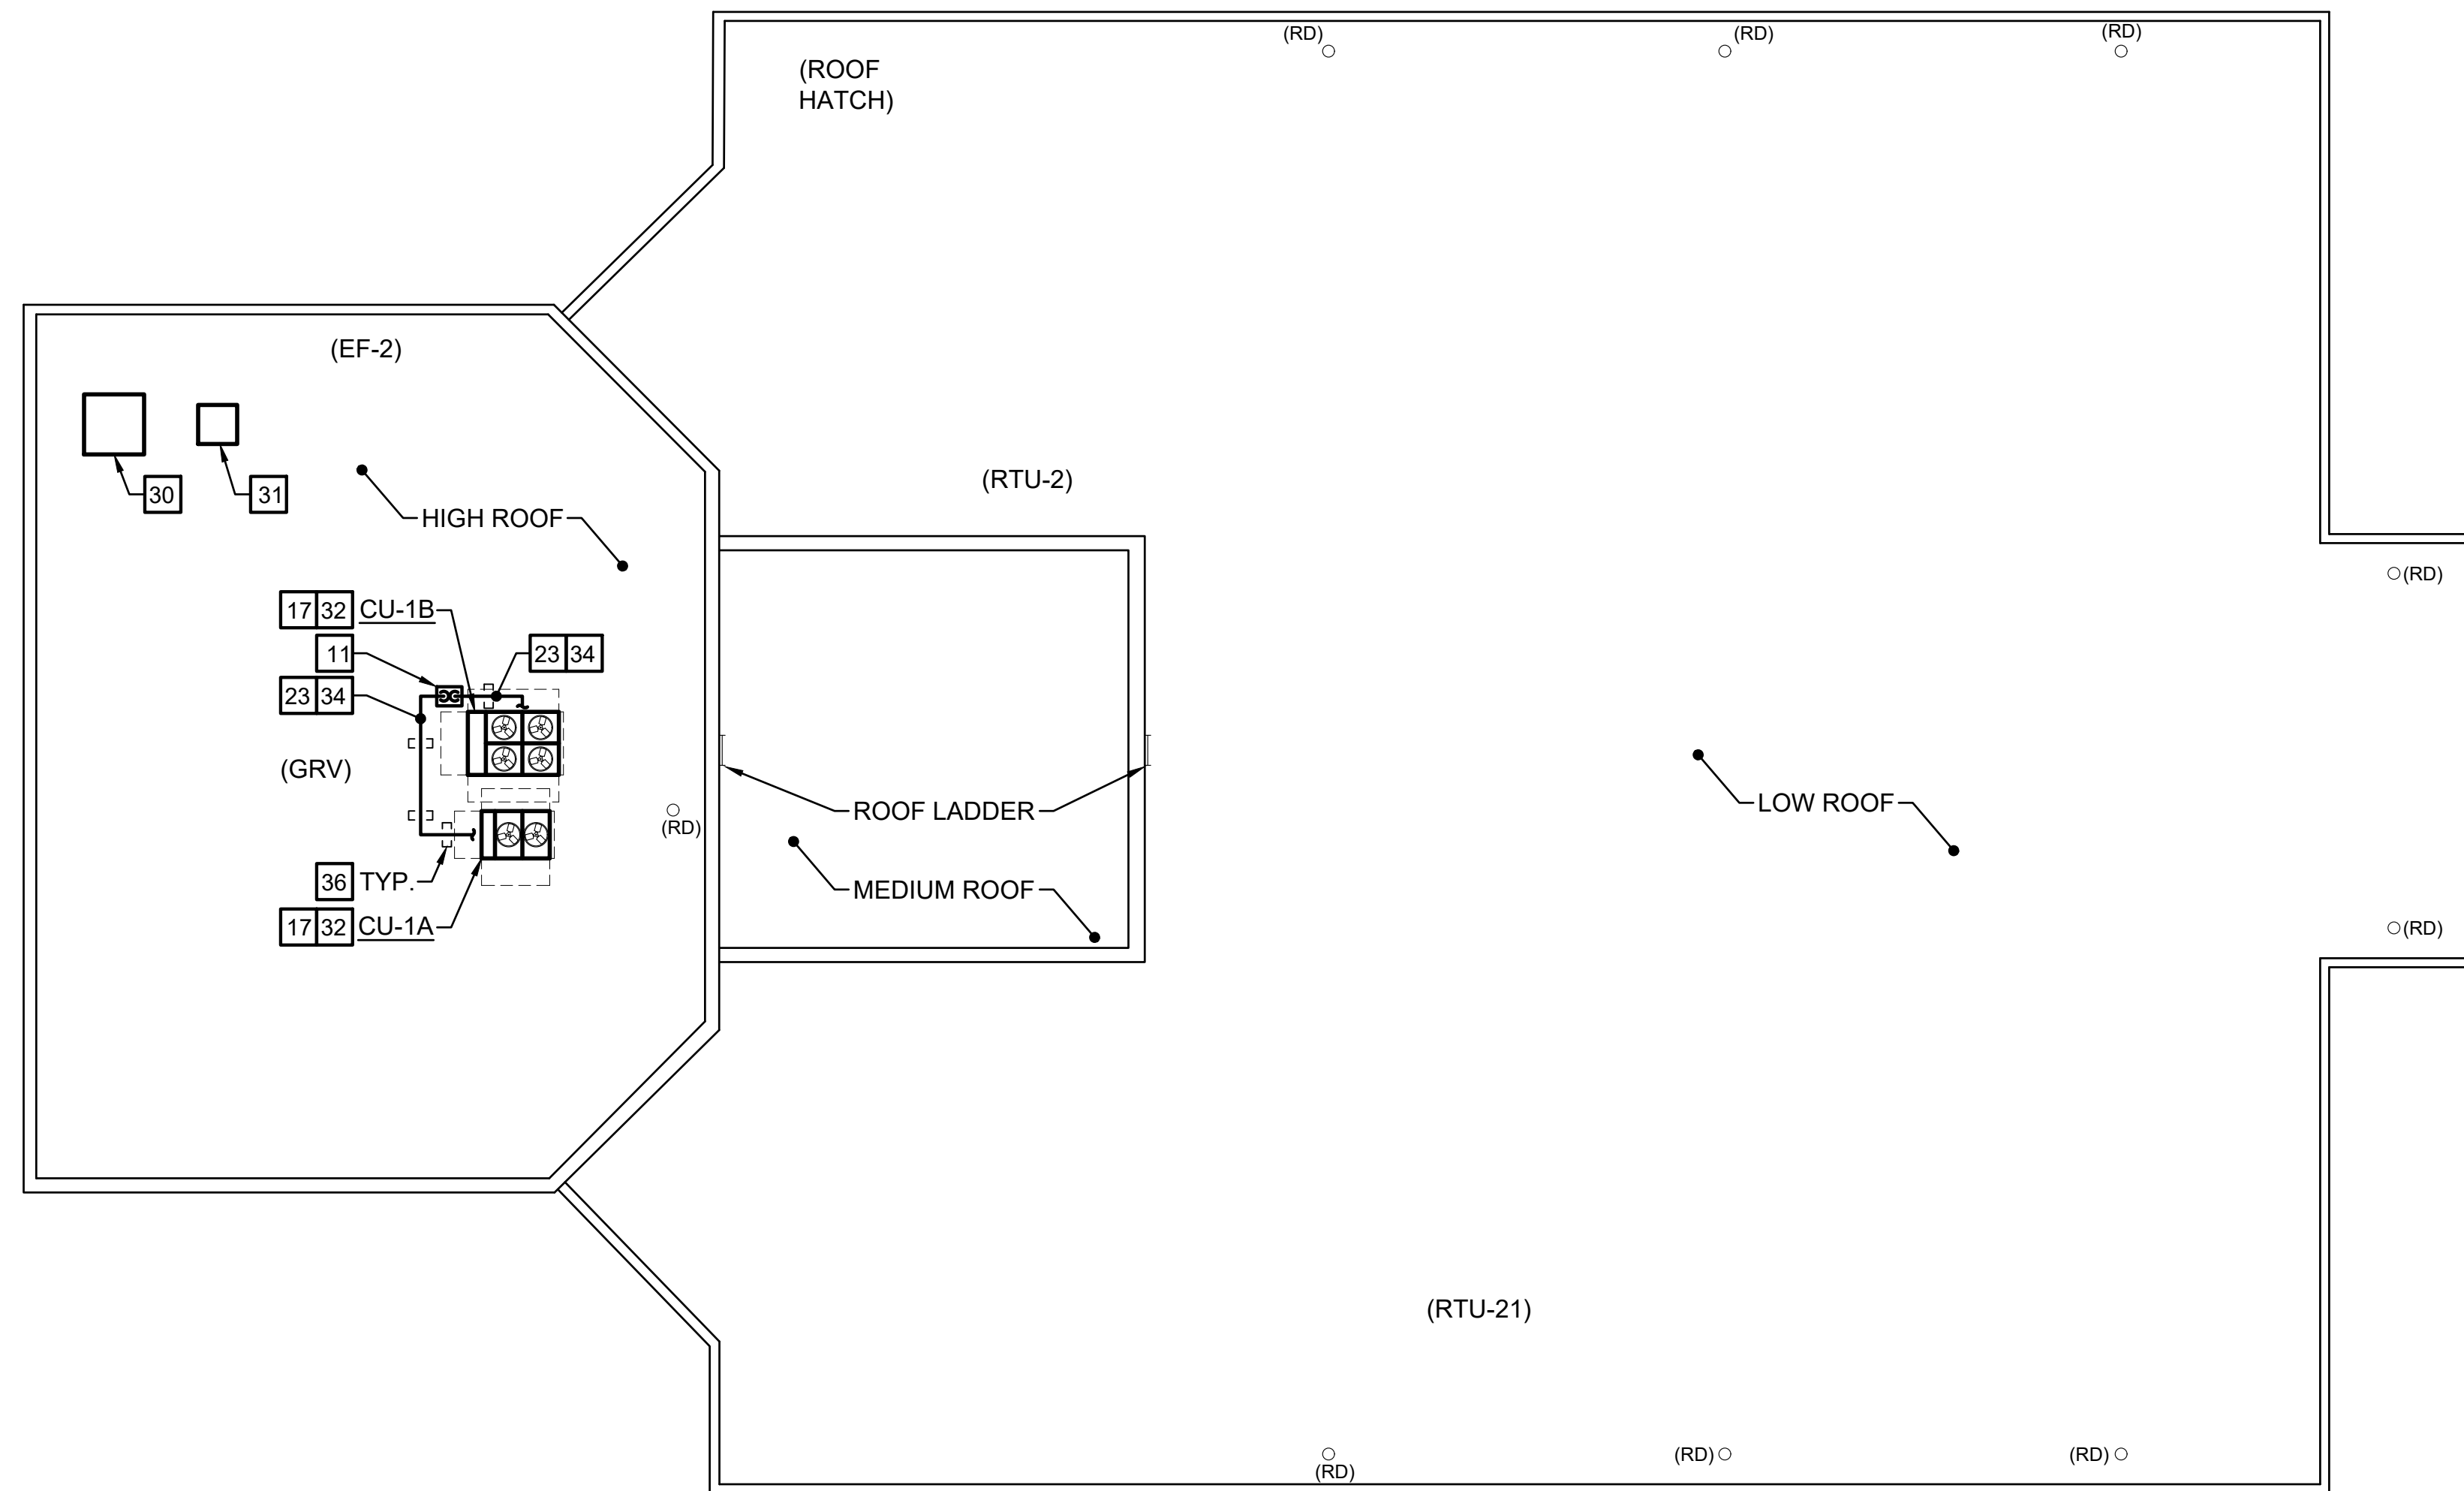 (RD)
(RD)
(RD)
(ROOF
HATCH)
(EF-2)
30
31
HIGH ROOF
(RTU-2)
(RD)
17 32 CU-1B
11
23 34
23 34
(GRV)
(RD)
ROOF LADDER
LOW ROOF
36 TYP.
MEDIUM ROOF
17 32 CU-1A
(RD)
(RTU-21)
(RD)
(RD)
(RD)